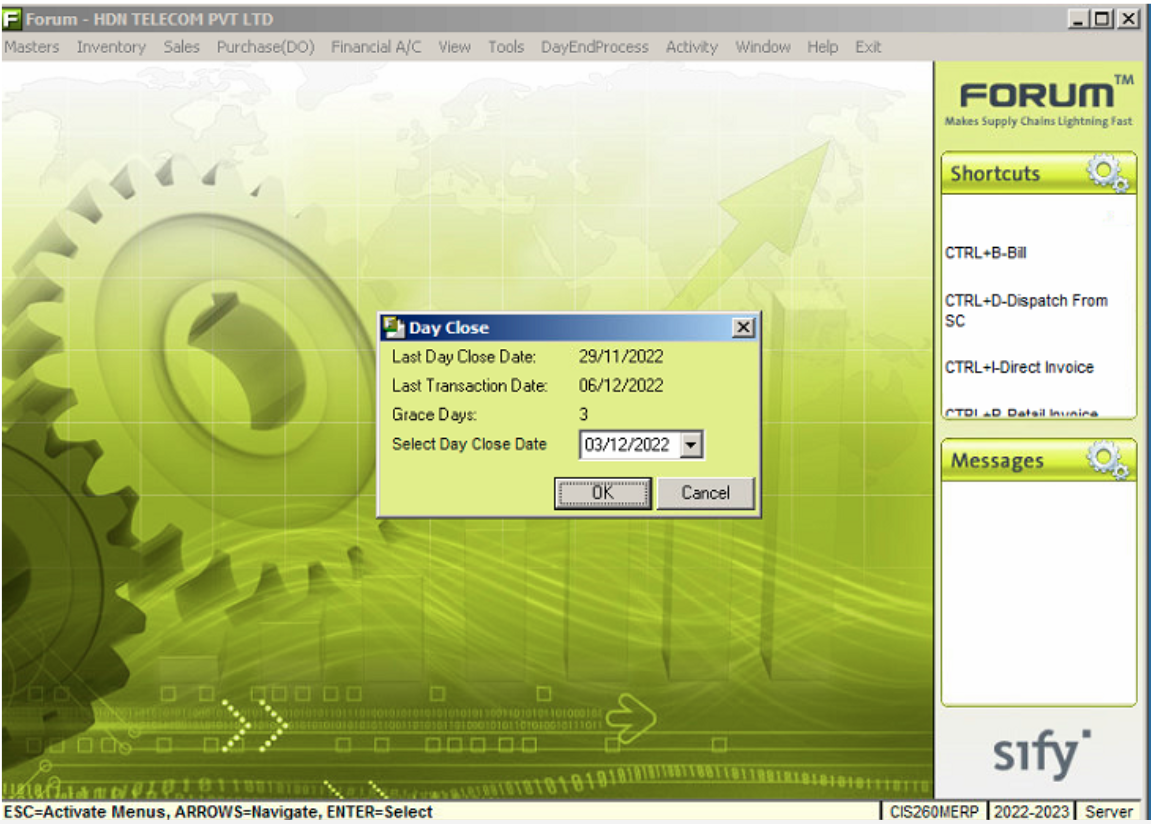 Forum - HDN TELECOM PVT LTD
Masters Inventory Sales Purchase(DO) Financial A/C View Tools DayEndProcess Activity Window Help Exit
FORUM™
Makes Supply Chains Lightning Fast
Shortcuts
CTRL+B-Bill
CTRL+D-Dispatch From
SC
CTRL+I-Direct Invoice
CTRL+R-Retail Invoice
Day Close
Last Day Close Date: 29/11/2022
Last Transaction Date: 06/12/2022
Grace Days: 3
Select Day Close Date 03/12/2022
OK Cancel
Messages
sify
ESC=Activate Menus, ARROWS=Navigate, ENTER=Select CIS260MERP 2022-2023 Server